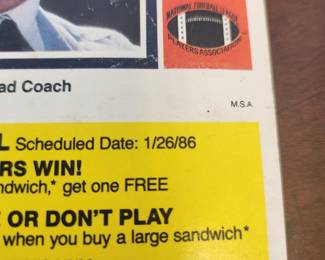 NATIONAL FOOTBALL LEAGUE
PLAYERS ASSOCIATION
ad Coach
M.S.A.
L Scheduled Date: 1/26/86
RS WIN!
ndwich,* get one FREE
E OR DON'T PLAY
when you buy a large sandwich*